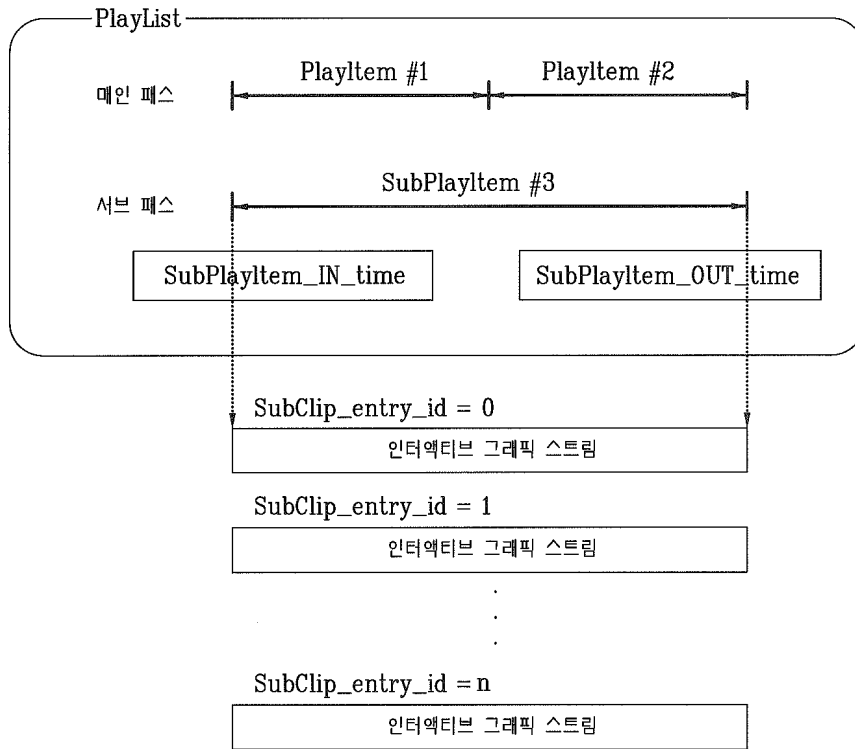 PlayList
PlayItem #1
PlayItem #2
메인 패스
SubPlayItem #3
서브 패스
SubPlayItem_IN_time
SubPlayItem_OUT_time
SubClip_entry_id = 0
인터액티브 그래픽 스트림
SubClip_entry_id = 1
인터액티브 그래픽 스트림
.
.
.
SubClip_entry_id = n
인터액티브 그래픽 스트림